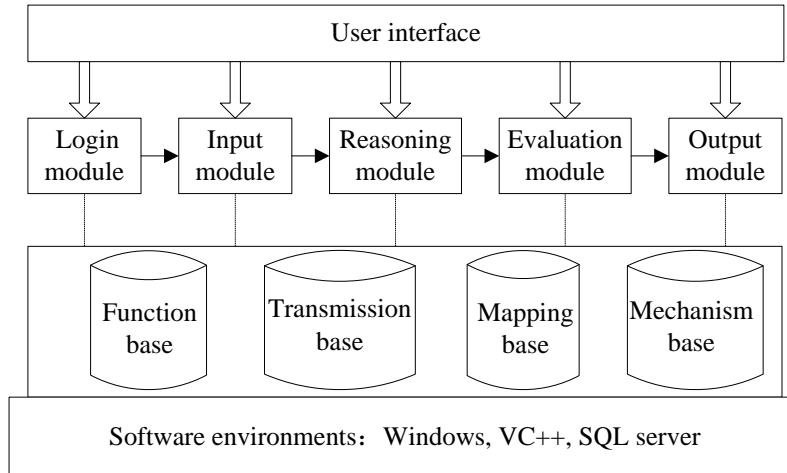 User interface
Login
module
Input
module
Reasoning
module
Evaluation
module
Output
module
Function
base
Transmission
base
Mapping
base
Mechanism
base
Software environments：Windows, VC++, SQL server